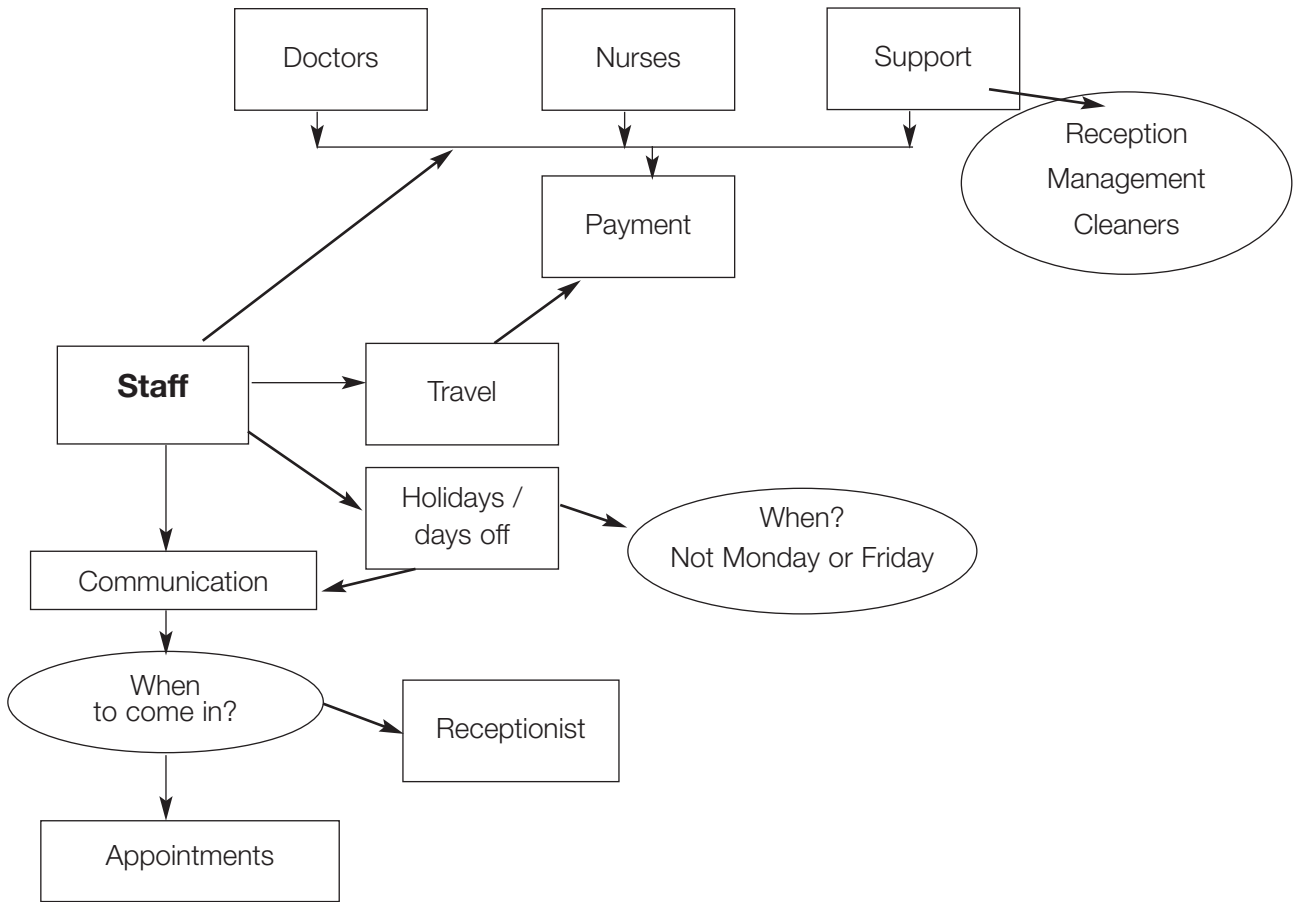 Doctors
Nurses
Support
Reception
Management
Cleaners
Payment
Staff
Travel
Holidays /
days off
When?
Not Monday or Friday
Communication
When
to come in?
Receptionist
Appointments